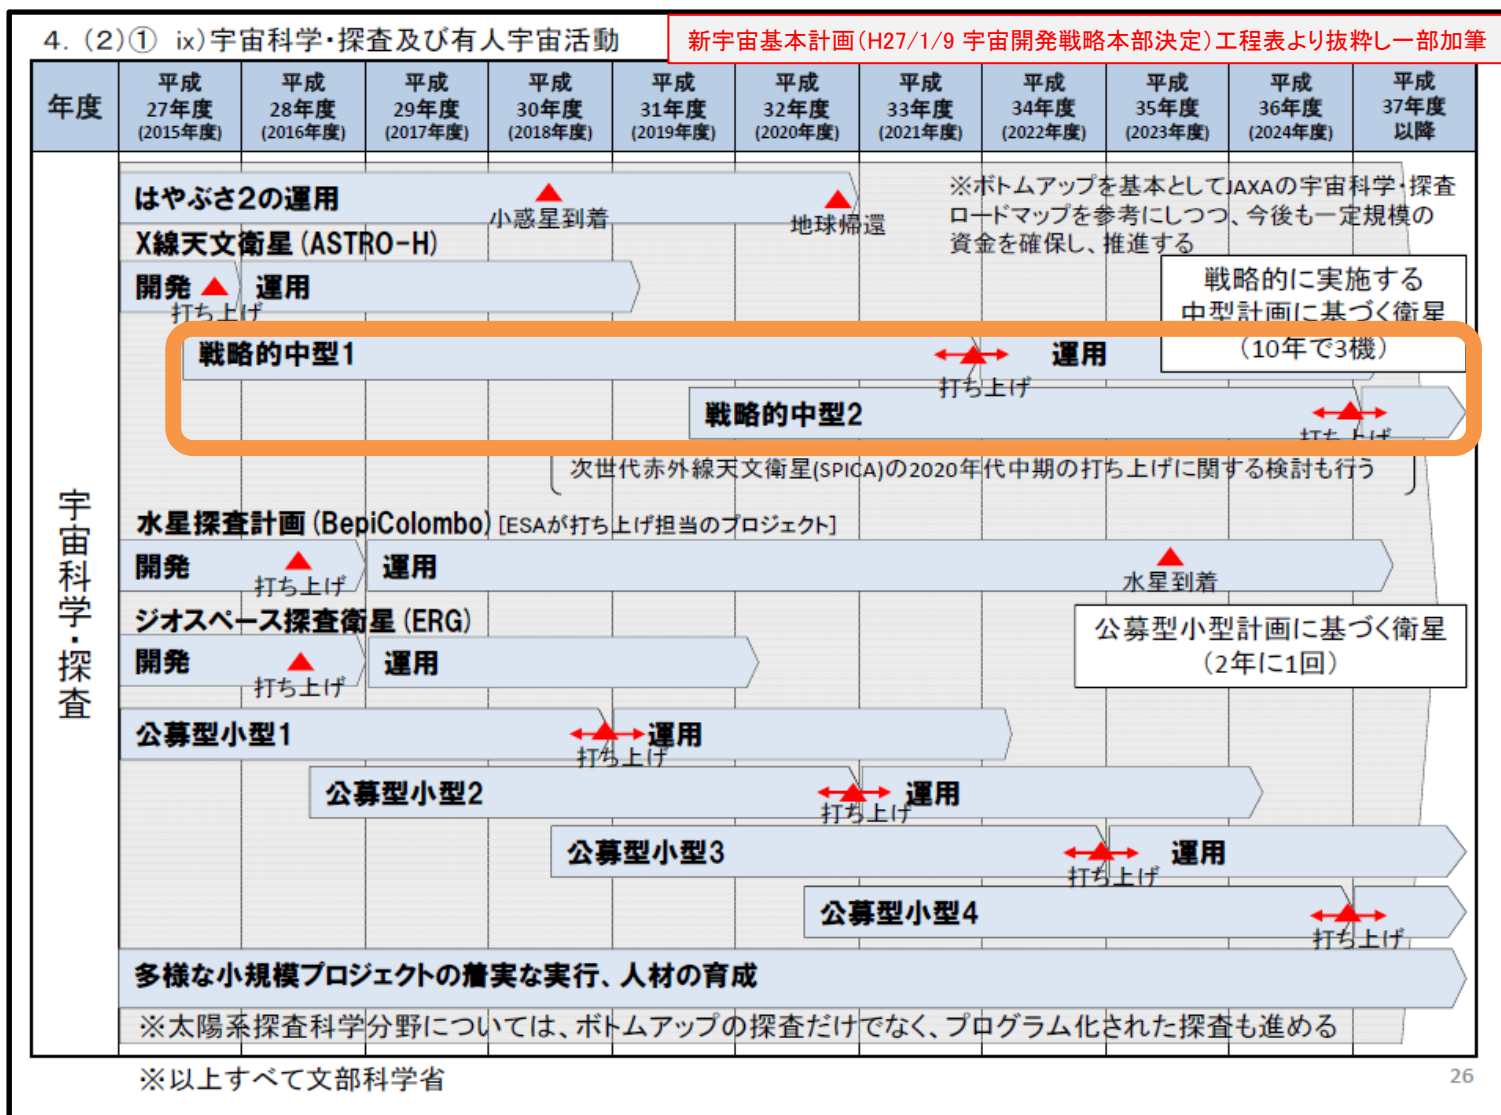 4. (2)① ix)宇宙科学・探査及び有人宇宙活動
新宇宙基本計画(H27/1/9 宇宙開発戦略本部決定)工程表より抜粋し一部加筆
年度
平成
27年度
(2015年度)
平成
28年度
(2016年度)
平成
29年度
(2017年度)
平成
30年度
(2018年度)
平成
31年度
(2019年度)
平成
32年度
(2020年度)
平成
33年度
(2021年度)
平成
34年度
(2022年度)
平成
35年度
(2023年度)
平成
36年度
(2024年度)
平成
37年度
以降
宇宙科学・探査
はやぶさ2の運用
小惑星到着
地球帰還
※ボトムアップを基本としてJAXAの宇宙科学・探査
ロードマップを参考にしつつ、今後も一定規模の
資金を確保し、推進する
X線天文衛星(ASTRO-H)
開発
打ち上げ
運用
戦略的に実施する
中型計画に基づく衛星
(10年で3機)
戦略的中型1
打ち上げ
運用
戦略的中型2
打ち上げ
次世代赤外線天文衛星(SPICA)の2020年代中期の打ち上げに関する検討も行う
水星探査計画(BepiColombo)[ESAが打ち上げ担当のプロジェクト]
開発
打ち上げ
運用
水星到着
ジオスペース探査衛星(ERG)
開発
打ち上げ
運用
公募型小型計画に基づく衛星
(2年に1回)
公募型小型1
打ち上げ
運用
公募型小型2
打ち上げ
運用
公募型小型3
打ち上げ
運用
公募型小型4
打ち上げ
多様な小規模プロジェクトの着実な実行、人材の育成
※太陽系探査科学分野については、ボトムアップの探査だけでなく、プログラム化された探査も進める
※以上すべて文部科学省
26